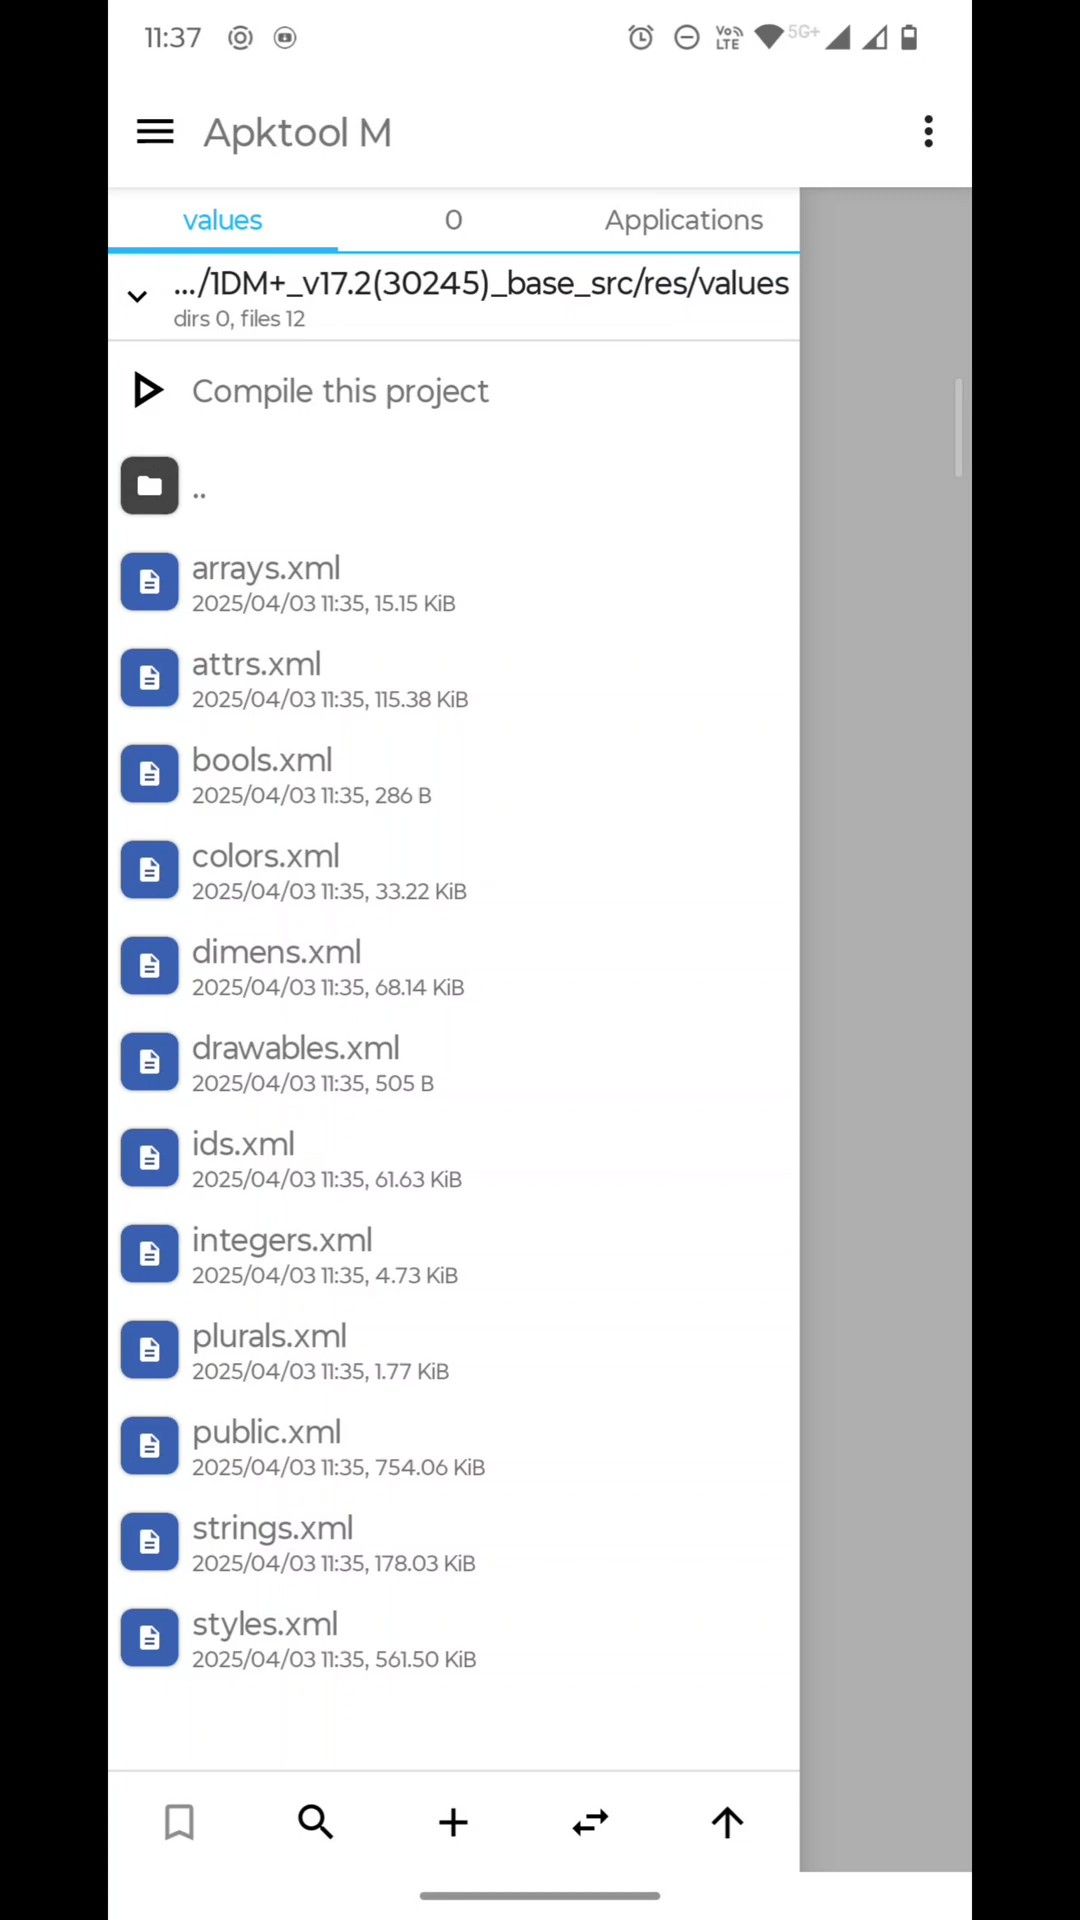 11:37
Vo LTE 5G+
Apktool M
values 0 Applications
.../1DM+_v17.2(30245)_base_src/res/values
dirs 0, files 12
Compile this project
..
arrays.xml
2025/04/03 11:35, 15.15 KiB
attrs.xml
2025/04/03 11:35, 115.38 KiB
bools.xml
2025/04/03 11:35, 286 B
colors.xml
2025/04/03 11:35, 33.22 KiB
dimens.xml
2025/04/03 11:35, 68.14 KiB
drawables.xml
2025/04/03 11:35, 505 B
ids.xml
2025/04/03 11:35, 61.63 KiB
integers.xml
2025/04/03 11:35, 4.73 KiB
plurals.xml
2025/04/03 11:35, 1.77 KiB
public.xml
2025/04/03 11:35, 754.06 KiB
strings.xml
2025/04/03 11:35, 178.03 KiB
styles.xml
2025/04/03 11:35, 561.50 KiB